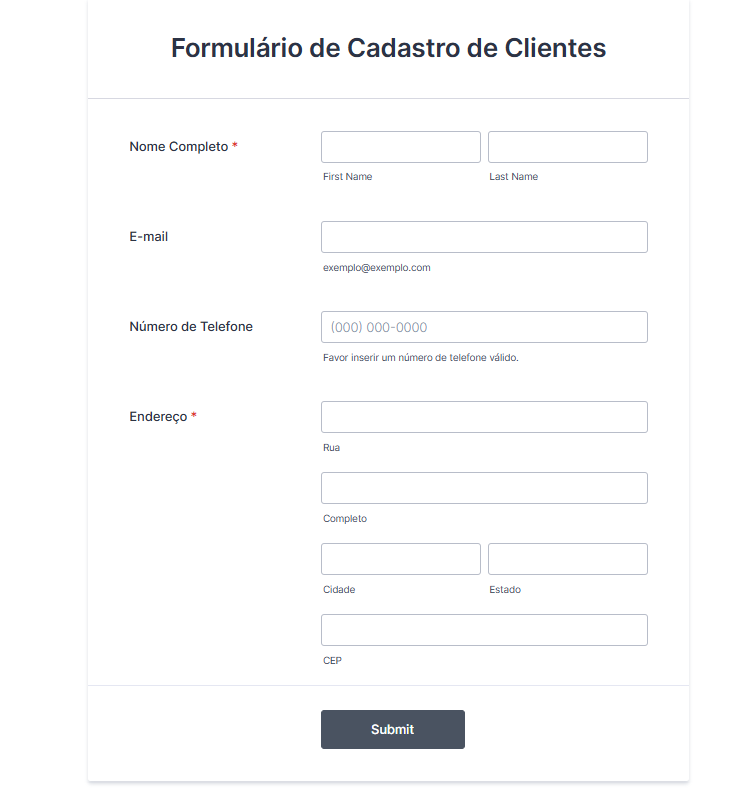 Formulário de Cadastro de Clientes
Nome Completo *
First Name Last Name
E-mail
exemplo@exemplo.com
Número de Telefone (000) 000-0000
Favor inserir um número de telefone válido.
Endereço *
Rua
Completo
Cidade Estado
CEP
Submit